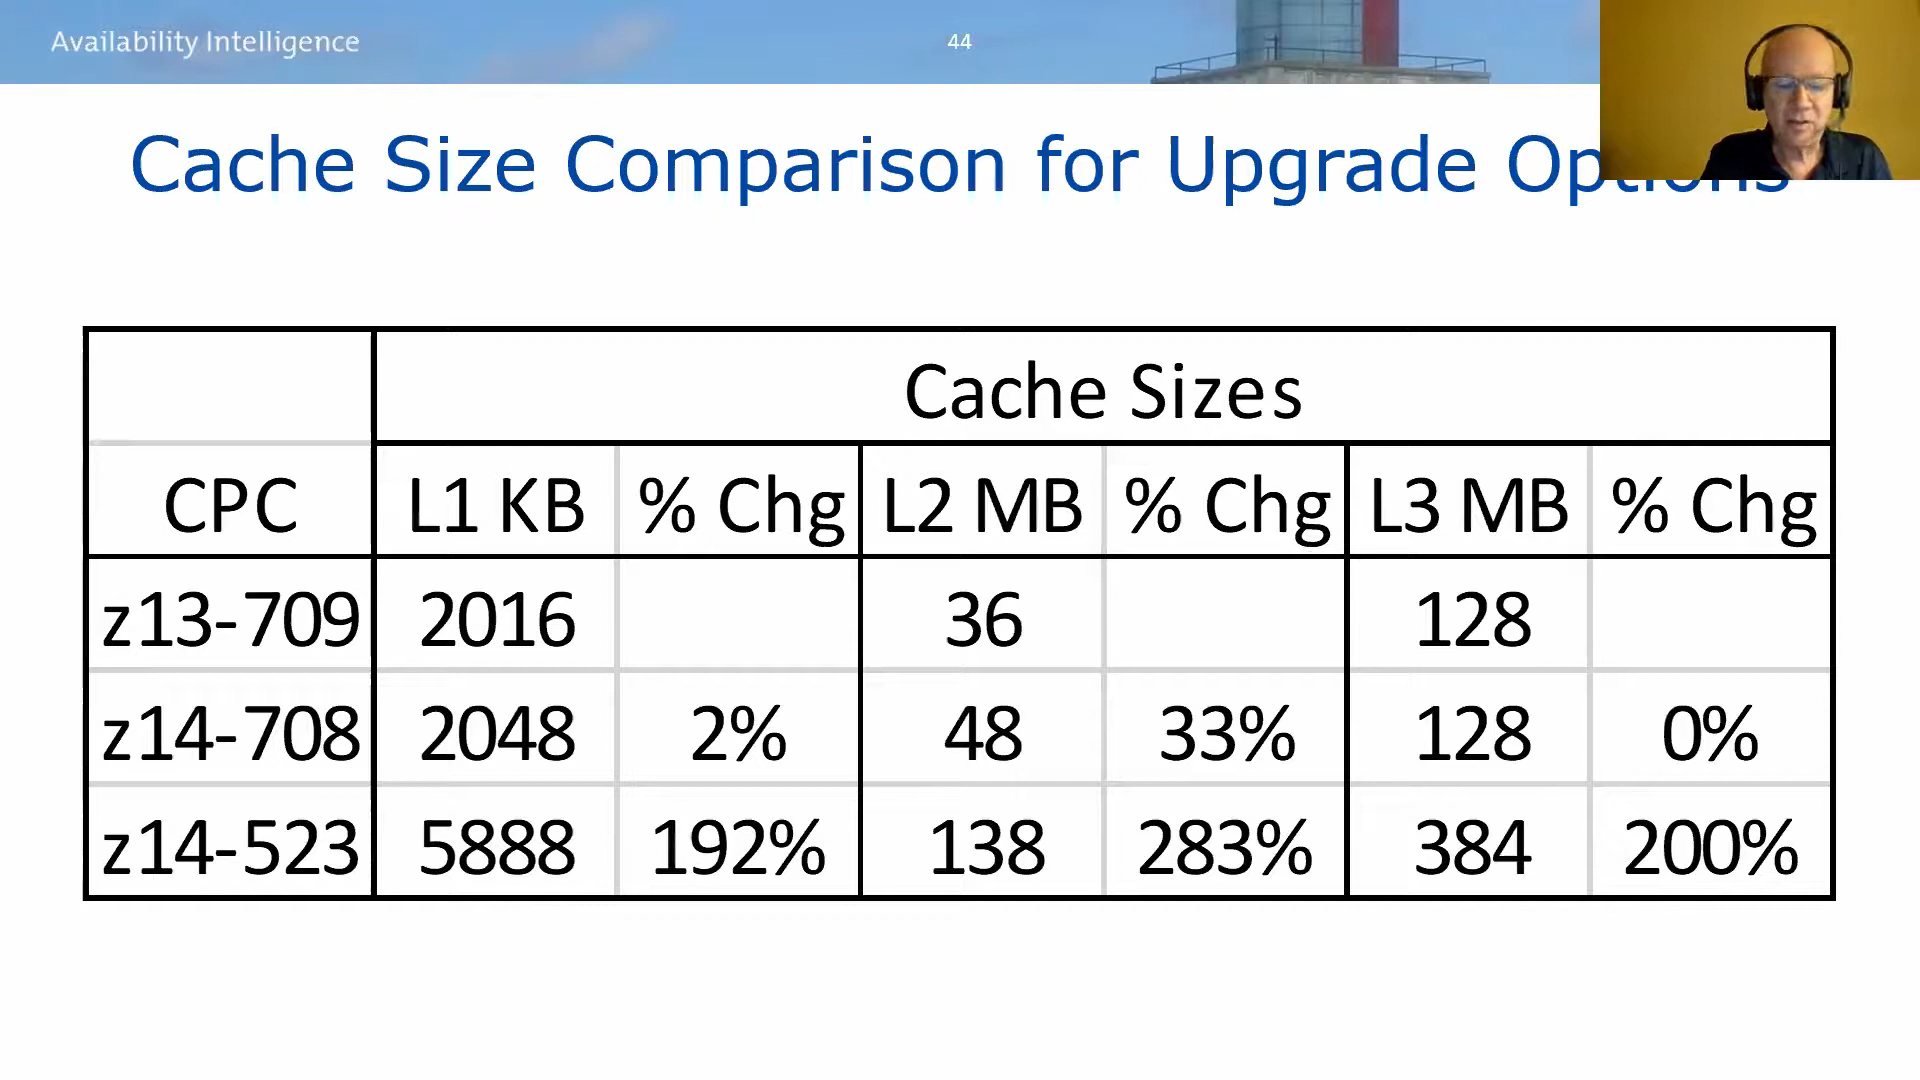 Availability Intelligence
44
Cache Size Comparison for Upgrade Options
Cache Sizes
CPC L1 KB % Chg L2 MB % Chg L3 MB % Chg
z13-709 2016 36 128
z14-708 2048 2% 48 33% 128 0%
z14-523 5888 192% 138 283% 384 200%